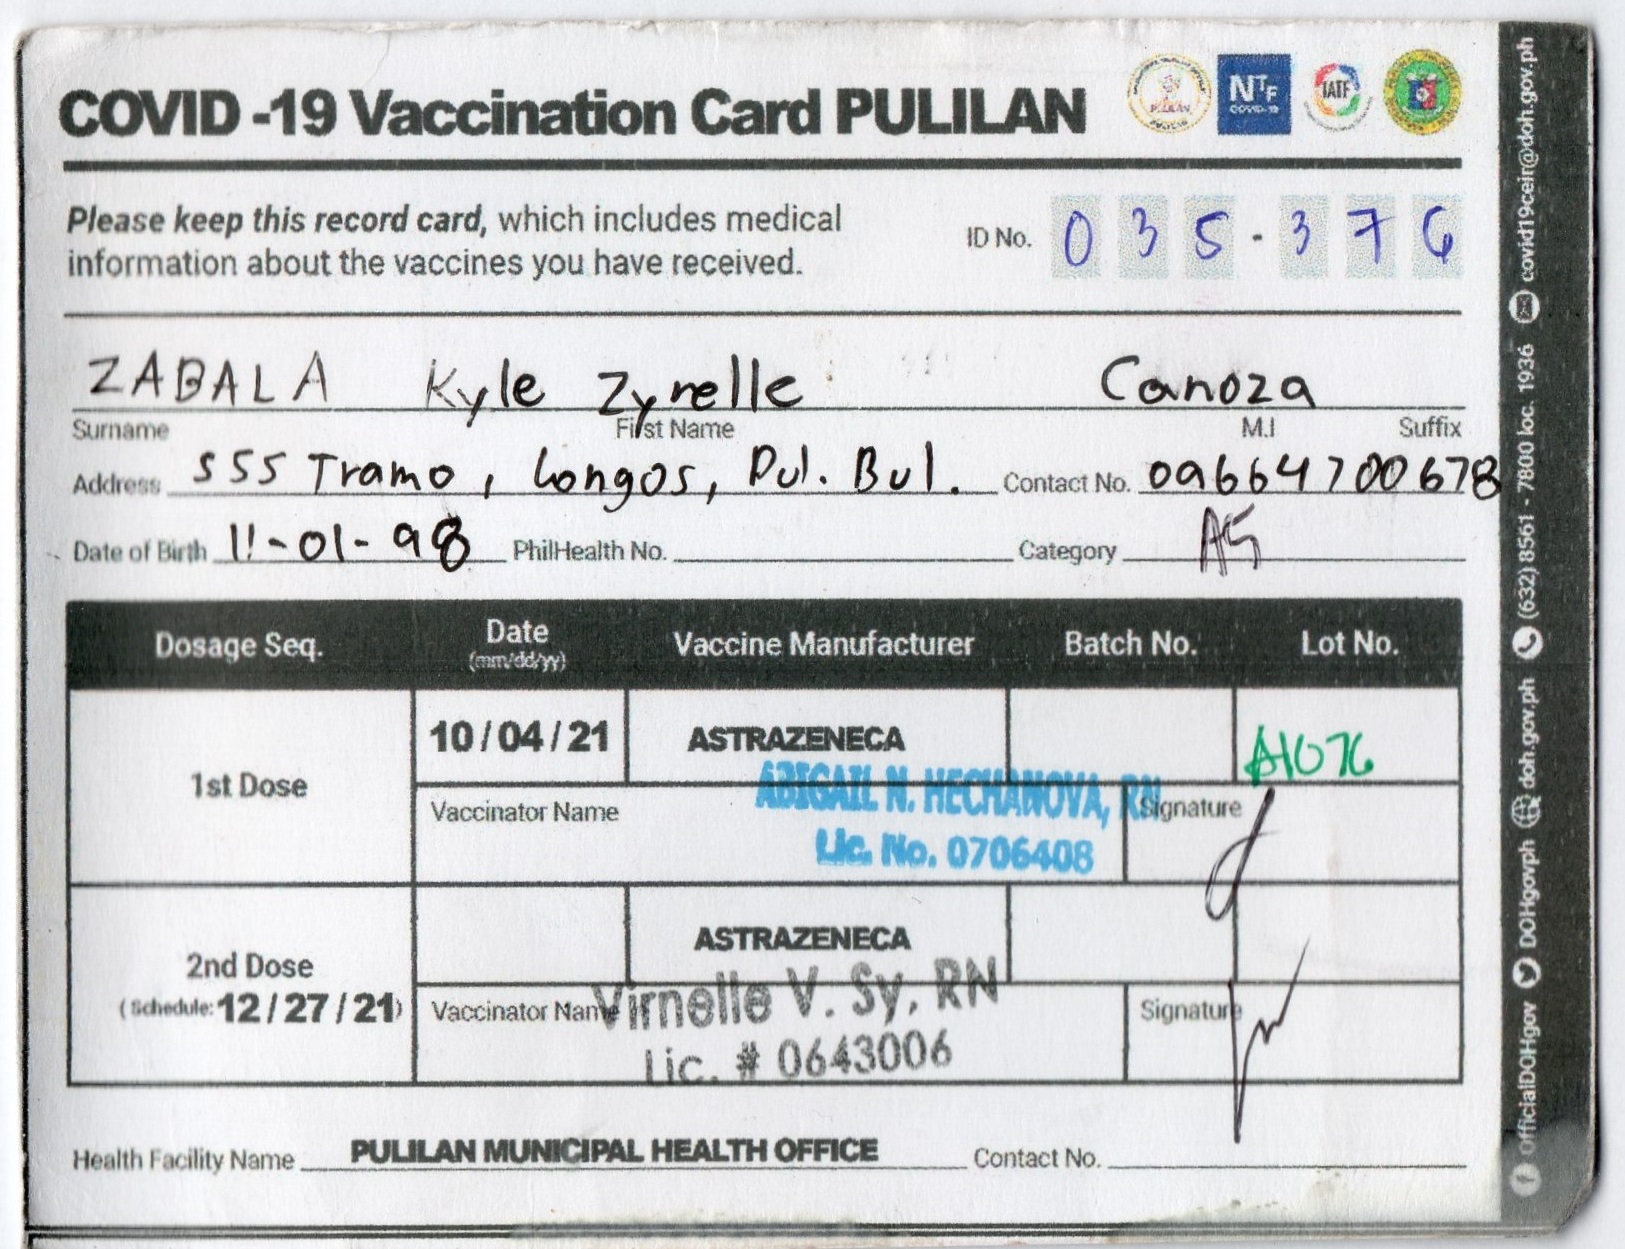 COVID -19 Vaccination Card PULILAN
NTF
COVID-19
IATF
Please keep this record card, which includes medical
information about the vaccines you have received.
ID No. 0 3 5 - 3 7 6
ZABALA Kyle Zyrelle Canoza
Surname First Name M.I Suffix
Address 555 Tramo, Longos, Pul. Bul. Contact No. 09664700678
Date of Birth 11-01-98 PhilHealth No. Category A5
Dosage Seq. Date (mm/dd/yy) Vaccine Manufacturer Batch No. Lot No.
1st Dose 10/04/21 ASTRAZENECA A1076
Vaccinator Name ABIGAIL N. HECHANOVA, RN Signature
Lic. No. 0706408
2nd Dose ASTRAZENECA
(Schedule: 12/27/21) Vaccinator Name Virnelle V. Sy, RN Signature
Lic. # 0643006
Health Facility Name PULILAN MUNICIPAL HEALTH OFFICE Contact No.
OfficialDOHgov DOHgovph doh.gov.ph (632) 8561 - 7800 loc. 1936 covid19ceir@doh.gov.ph